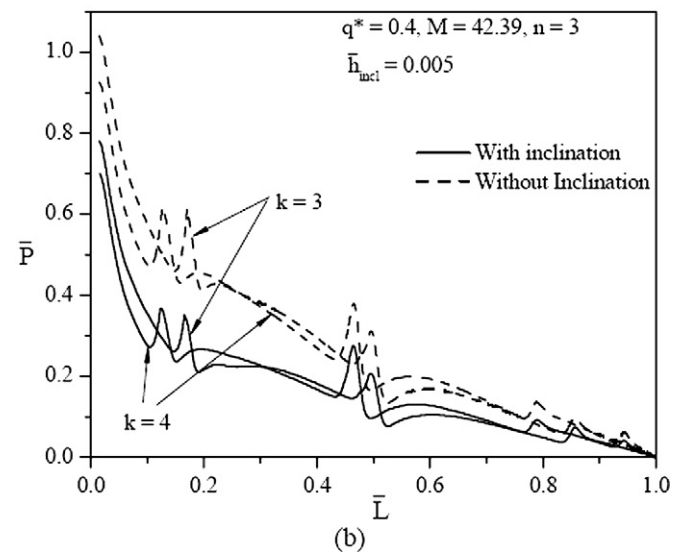 q* = 0.4, M = 42.39, n = 3
h̅incl = 0.005
With inclination
Without Inclination
k = 3
k = 4
P̅
1.0
0.8
0.6
0.4
0.2
0.0
0.0 0.2 0.4 0.6 0.8 1.0
L̅
(b)